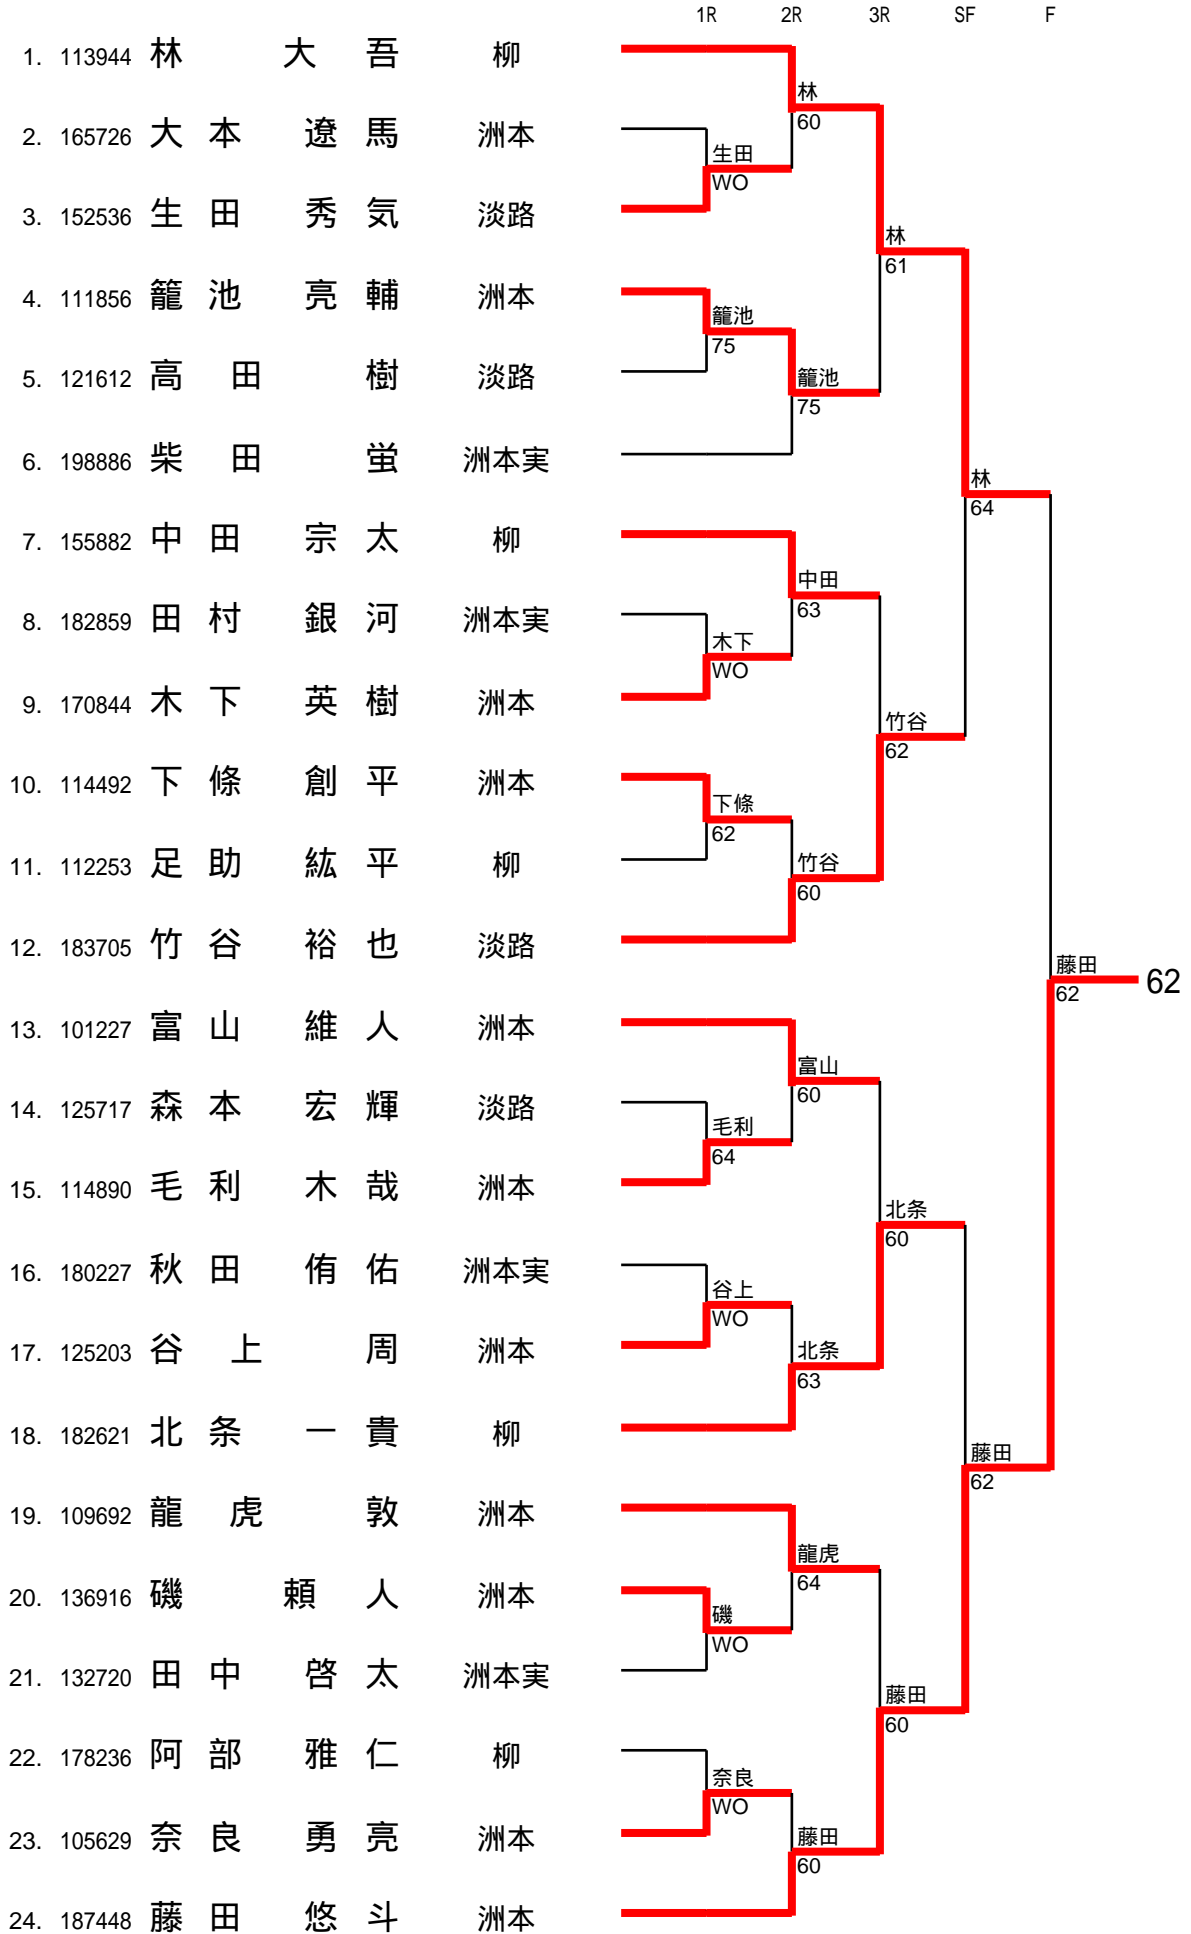 1R 2R 3R SF F
1. 113944 林 大 吾 柳
林
60
2. 165726 大 本 遼 馬 洲本
生田
WO
3. 152536 生 田 秀 気 淡路
林
61
4. 111856 籠 池 亮 輔 洲本
籠池
75
5. 121612 高 田 樹 淡路
籠池
75
6. 198886 柴 田 蛍 洲本実
林
64
7. 155882 中 田 宗 太 柳
中田
63
8. 182859 田 村 銀 河 洲本実
木下
WO
9. 170844 木 下 英 樹 洲本
竹谷
62
10. 114492 下 條 創 平 洲本
下條
62
11. 112253 足 助 紘 平 柳
竹谷
60
12. 183705 竹 谷 裕 也 淡路
藤田
62
62
13. 101227 富 山 維 人 洲本
富山
60
14. 125717 森 本 宏 輝 淡路
毛利
64
15. 114890 毛 利 木 哉 洲本
北条
60
16. 180227 秋 田 侑 佑 洲本実
谷上
WO
17. 125203 谷 上 周 洲本
北条
63
18. 182621 北 条 一 貴 柳
藤田
62
19. 109692 龍 虎 敦 洲本
龍虎
64
20. 136916 磯 頼 人 洲本
磯
WO
21. 132720 田 中 啓 太 洲本実
藤田
60
22. 178236 阿 部 雅 仁 柳
奈良
WO
23. 105629 奈 良 勇 亮 洲本
藤田
60
24. 187448 藤 田 悠 斗 洲本